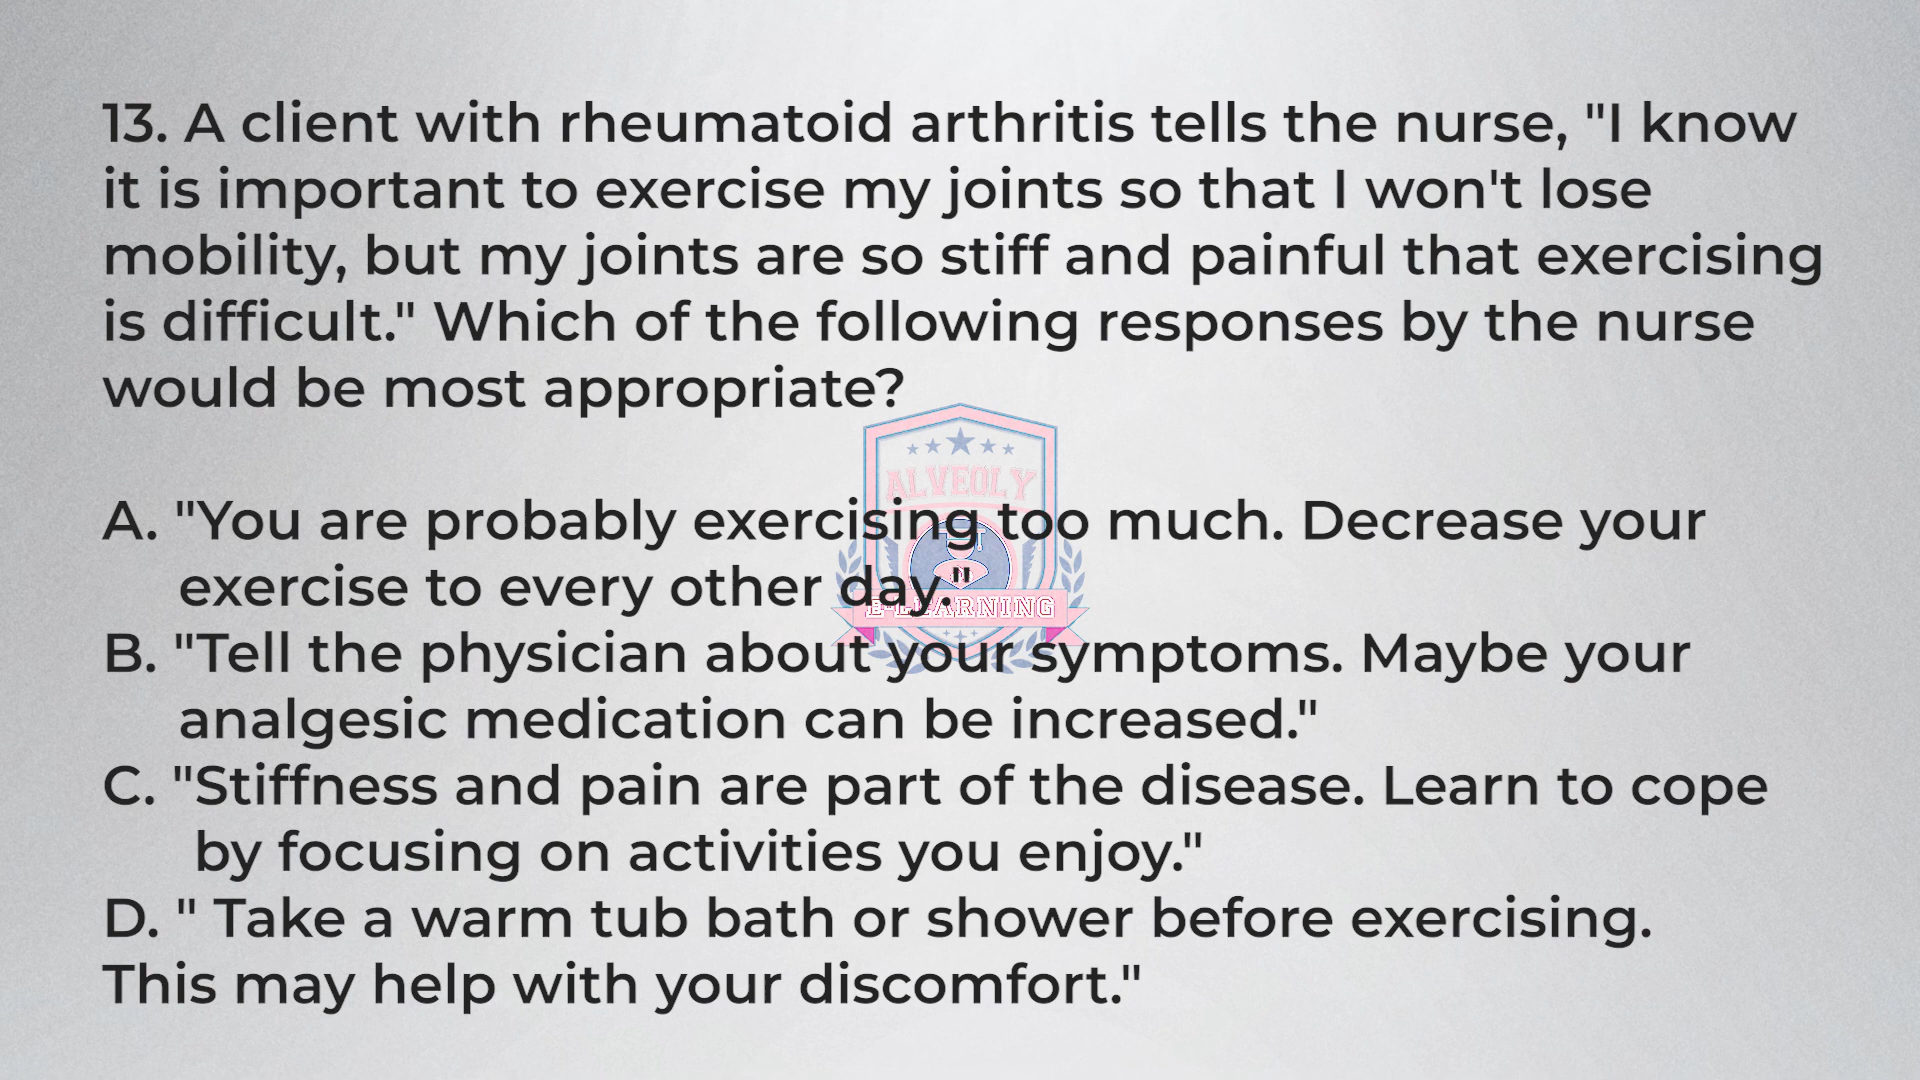 13. A client with rheumatoid arthritis tells the nurse, "I know
it is important to exercise my joints so that I won't lose
mobility, but my joints are so stiff and painful that exercising
is difficult." Which of the following responses by the nurse
would be most appropriate?
ALVEOLY
A. "You are probably exercising too much. Decrease your
exercise to every other day."
E-LEARNING
B. "Tell the physician about your symptoms. Maybe your
analgesic medication can be increased."
C. "Stiffness and pain are part of the disease. Learn to cope
by focusing on activities you enjoy."
D. " Take a warm tub bath or shower before exercising.
This may help with your discomfort."